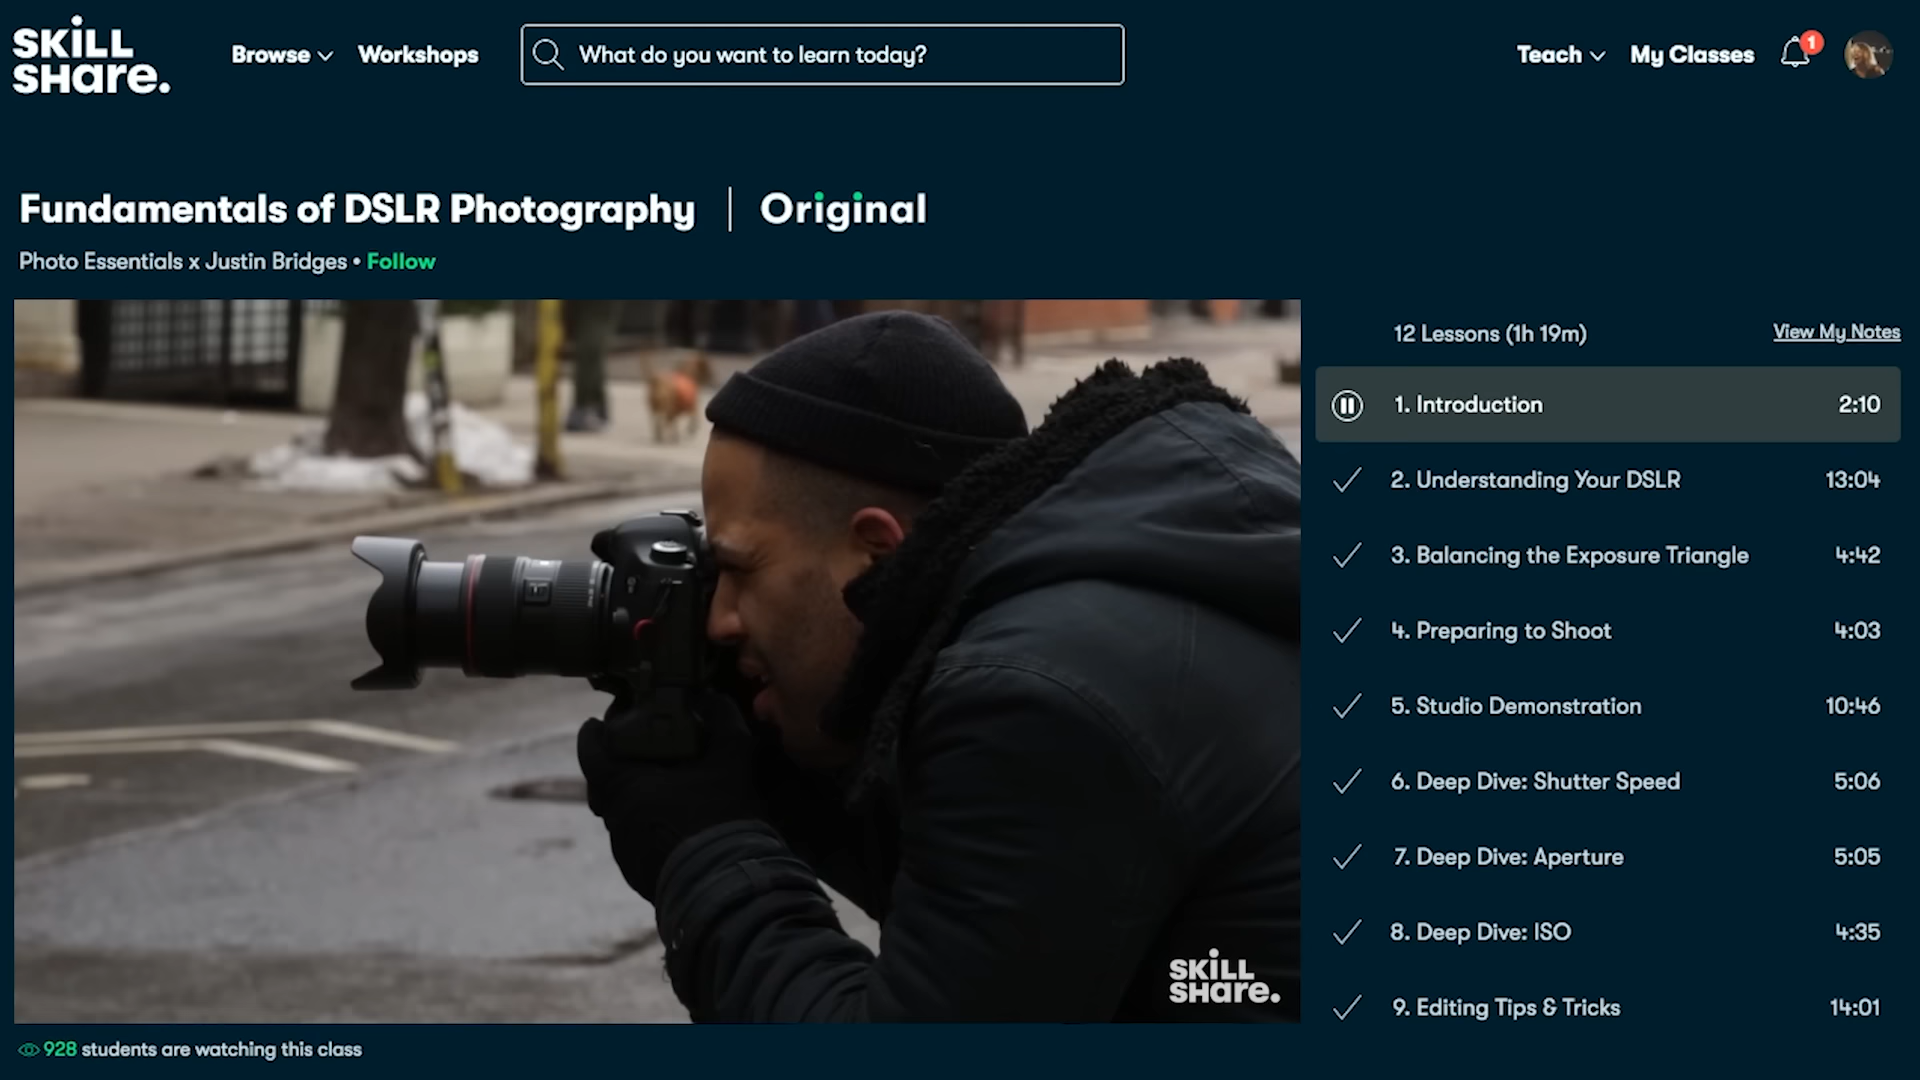 SKILL
SHare.
Browse
Workshops
What do you want to learn today?
Teach
My Classes
1
Fundamentals of DSLR Photography | Original
Photo Essentials x Justin Bridges • Follow
12 Lessons (1h 19m)
View My Notes
1. Introduction 2:10
2. Understanding Your DSLR 13:04
3. Balancing the Exposure Triangle 4:42
4. Preparing to Shoot 4:03
5. Studio Demonstration 10:46
6. Deep Dive: Shutter Speed 5:06
7. Deep Dive: Aperture 5:05
8. Deep Dive: ISO 4:35
9. Editing Tips & Tricks 14:01
SKILL
SHare.
928 students are watching this class